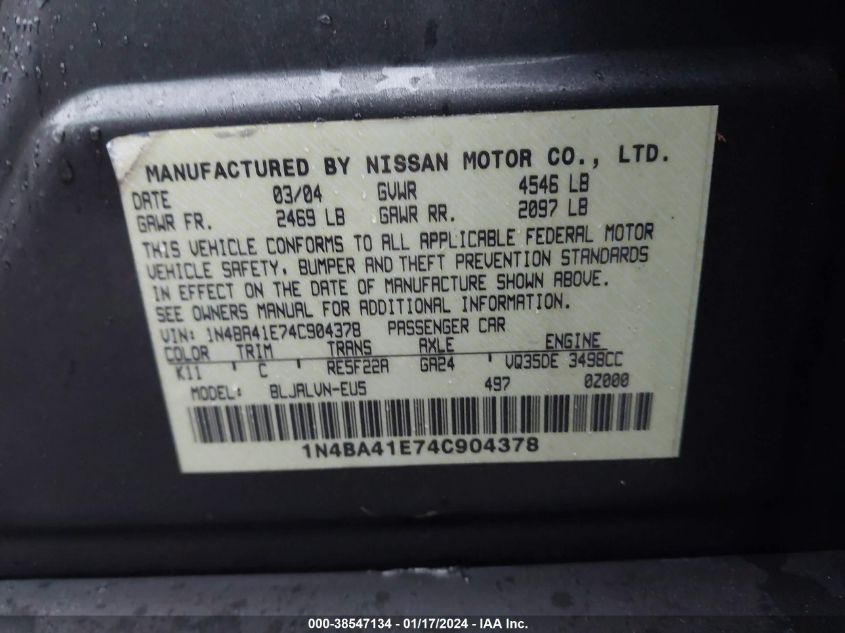 MANUFACTURED BY NISSAN MOTOR CO., LTD.
DATE 03/04 GVWR 4546 LB
GAWR FR. 2469 LB GAWR RR. 2097 LB
THIS VEHICLE CONFORMS TO ALL APPLICABLE FEDERAL MOTOR
VEHICLE SAFETY, BUMPER AND THEFT PREVENTION STANDARDS
IN EFFECT ON THE DATE OF MANUFACTURE SHOWN ABOVE.
SEE OWNERS MANUAL FOR ADDITIONAL INFORMATION.
VIN: 1N4BA41E74C904378 PASSENGER CAR
COLOR TRIM TRANS AXLE ENGINE
K11 C RE5F22A GA24 VQ35DE 3498CC
MODEL: BLJALVN-EU5 497 0Z000
1N4BA41E74C904378
000-38547134 - 01/17/2024 - IAA Inc.